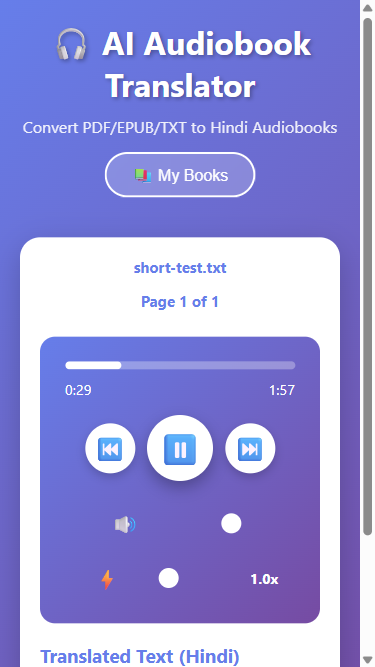 🎧 AI Audiobook
Translator
Convert PDF/EPUB/TXT to Hindi Audiobooks
📚 My Books
short-test.txt
Page 1 of 1
0:29 1:57
1.0x
Translated Text (Hindi)